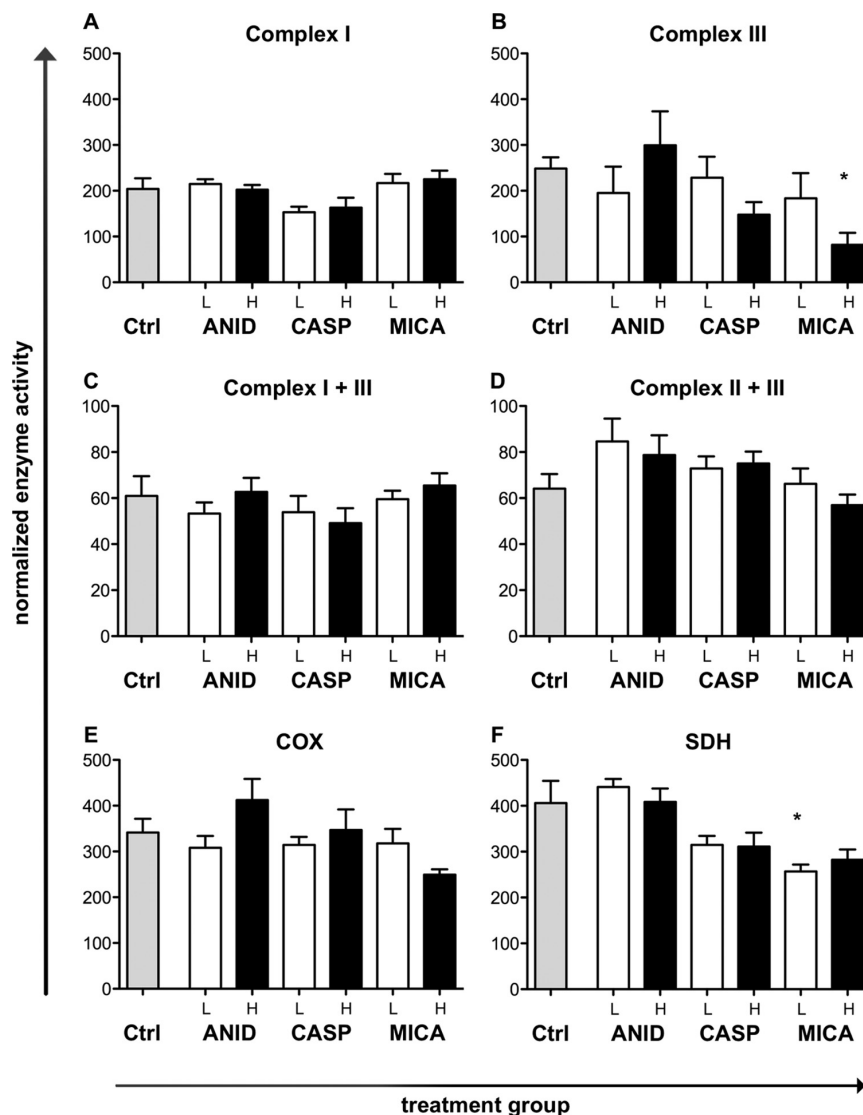 A
Complex I
500
400
300
200
100
0
L H L H L H
Ctrl ANID CASP MICA
B
Complex III
500
400
300
200
100
0
*
L H L H L H
Ctrl ANID CASP MICA
C
Complex I + III
100
80
60
40
20
0
L H L H L H
Ctrl ANID CASP MICA
D
Complex II + III
100
80
60
40
20
0
L H L H L H
Ctrl ANID CASP MICA
E
COX
500
400
300
200
100
0
L H L H L H
Ctrl ANID CASP MICA
F
SDH
500
400
300
200
100
0
*
L H L H L H
Ctrl ANID CASP MICA
normalized enzyme activity
treatment group